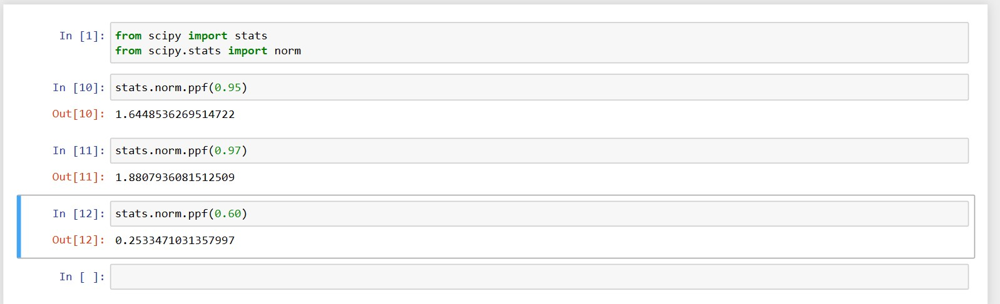 In [1]: from scipy import stats
from scipy.stats import norm
In [10]: stats.norm.ppf(0.95)
Out[10]: 1.6448536269514722
In [11]: stats.norm.ppf(0.97)
Out[11]: 1.8807936081512509
In [12]: stats.norm.ppf(0.60)
Out[12]: 0.2533471031357997
In [ ]: